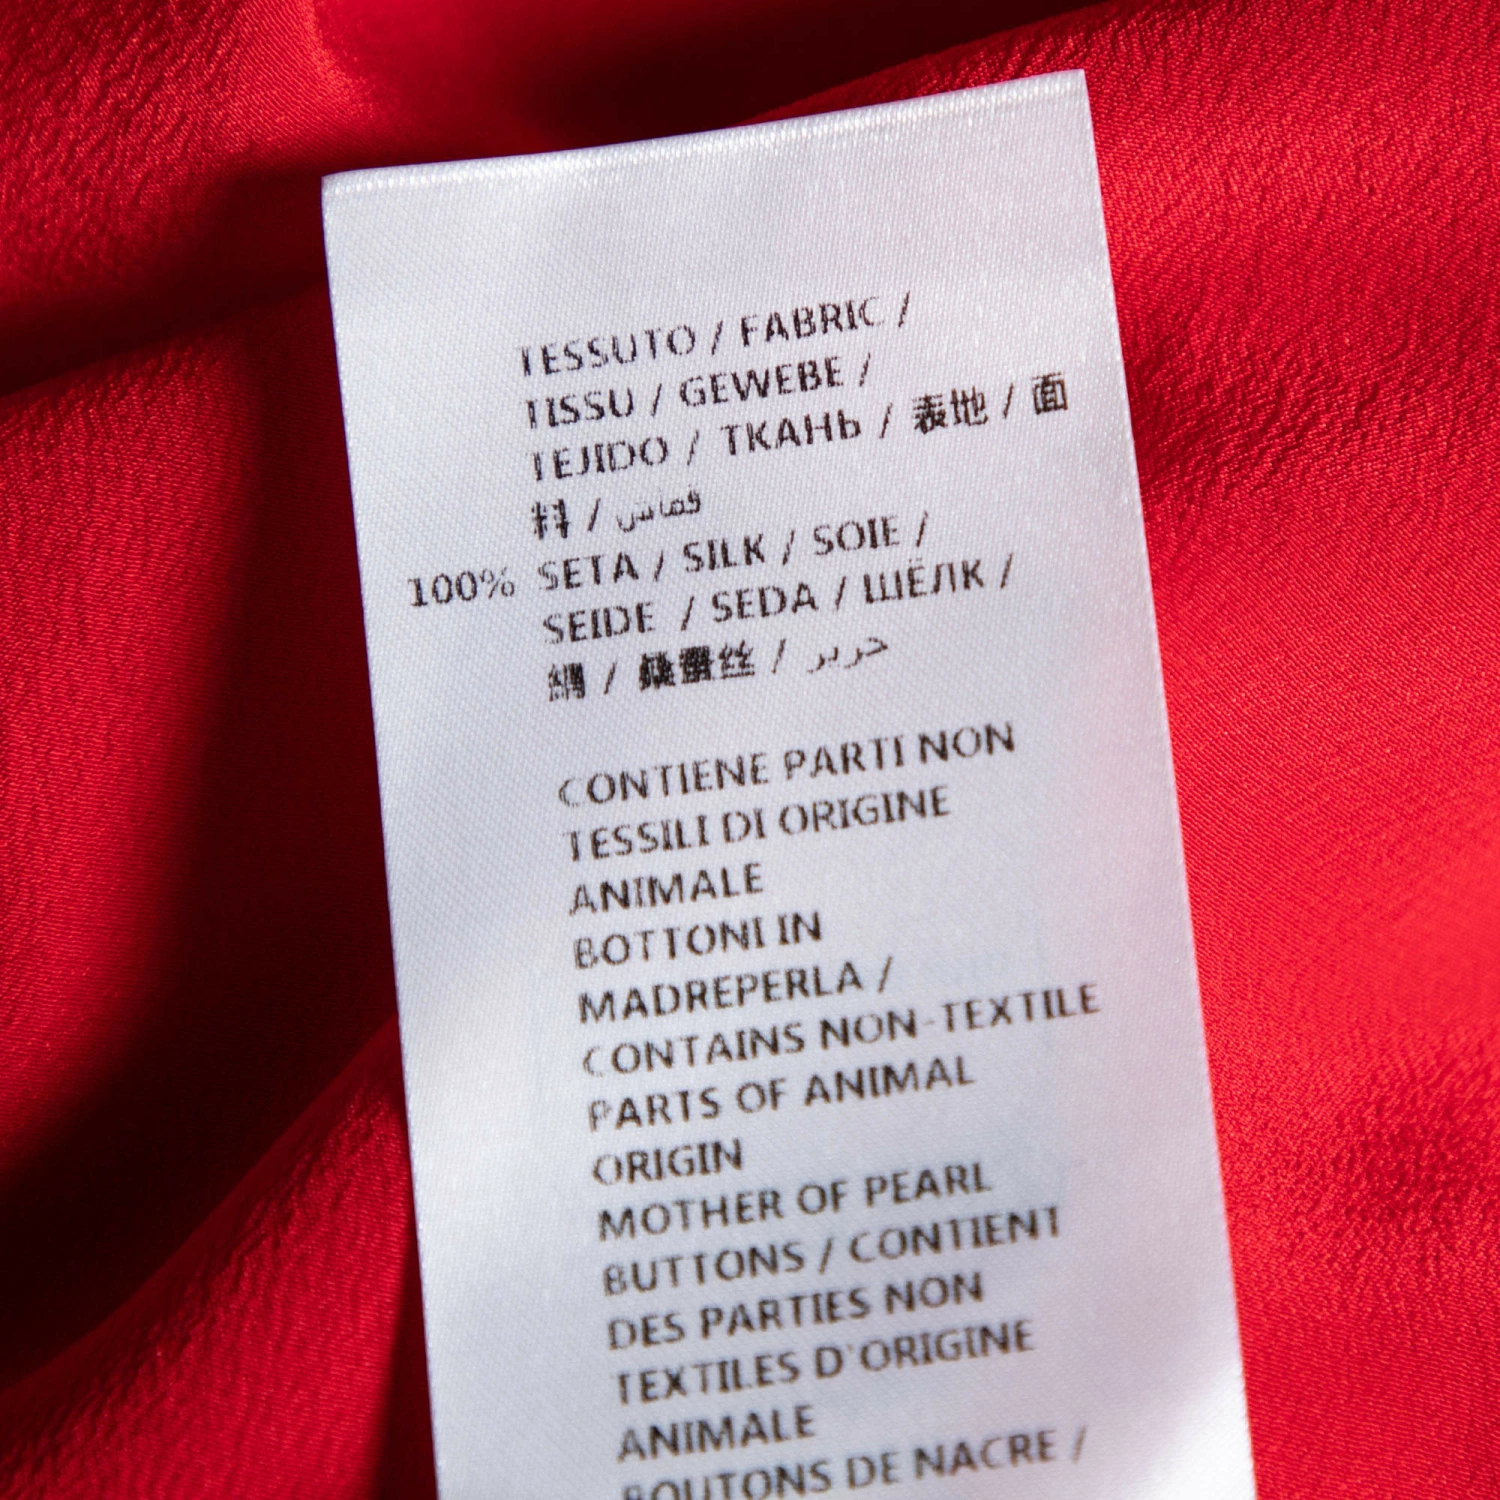 TESSUTO / FABRIC /
TISSU / GEWEBE /
TEJIDO / ТКАНЬ / 表地 / 面
料 / قماش
100% SETA / SILK / SOIE /
SEIDE / SEDA / ШЁЛК /
絹 / 桑蚕丝 / حرير
CONTIENE PARTI NON
TESSILI DI ORIGINE
ANIMALE
BOTTONI IN
MADREPERLA /
CONTAINS NON-TEXTILE
PARTS OF ANIMAL
ORIGIN
MOTHER OF PEARL
BUTTONS / CONTIENT
DES PARTIES NON
TEXTILES D'ORIGINE
ANIMALE
BOUTONS DE NACRE /